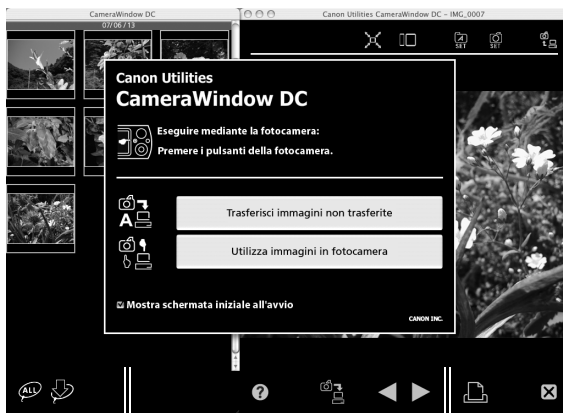 CameraWindow DC
Canon Utilities CameraWindow DC - IMG_0007
07/06/13
SET
SET
Canon Utilities
CameraWindow DC
Eseguire mediante la fotocamera:
Premere i pulsanti della fotocamera.
A
Trasferisci immagini non trasferite
Utilizza immagini in fotocamera
Mostra schermata iniziale all'avvio
CANON INC.
ALL
?